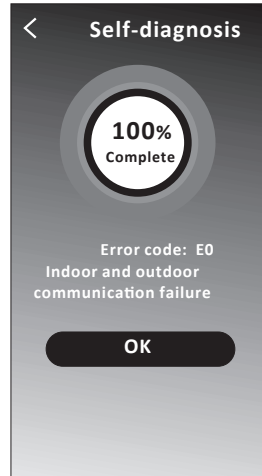 Self-diagnosis
100%
Complete
Error code: E0
Indoor and outdoor
communication failure
OK